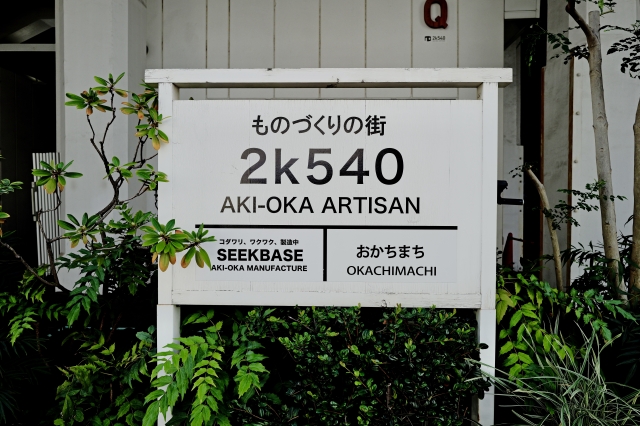 Q
2k540
ものづくりの街
2k540
AKI-OKA ARTISAN
コダワリ、ワクワク、製造中
SEEKBASE
AKI-OKA MANUFACTURE
おかちまち
OKACHIMACHI